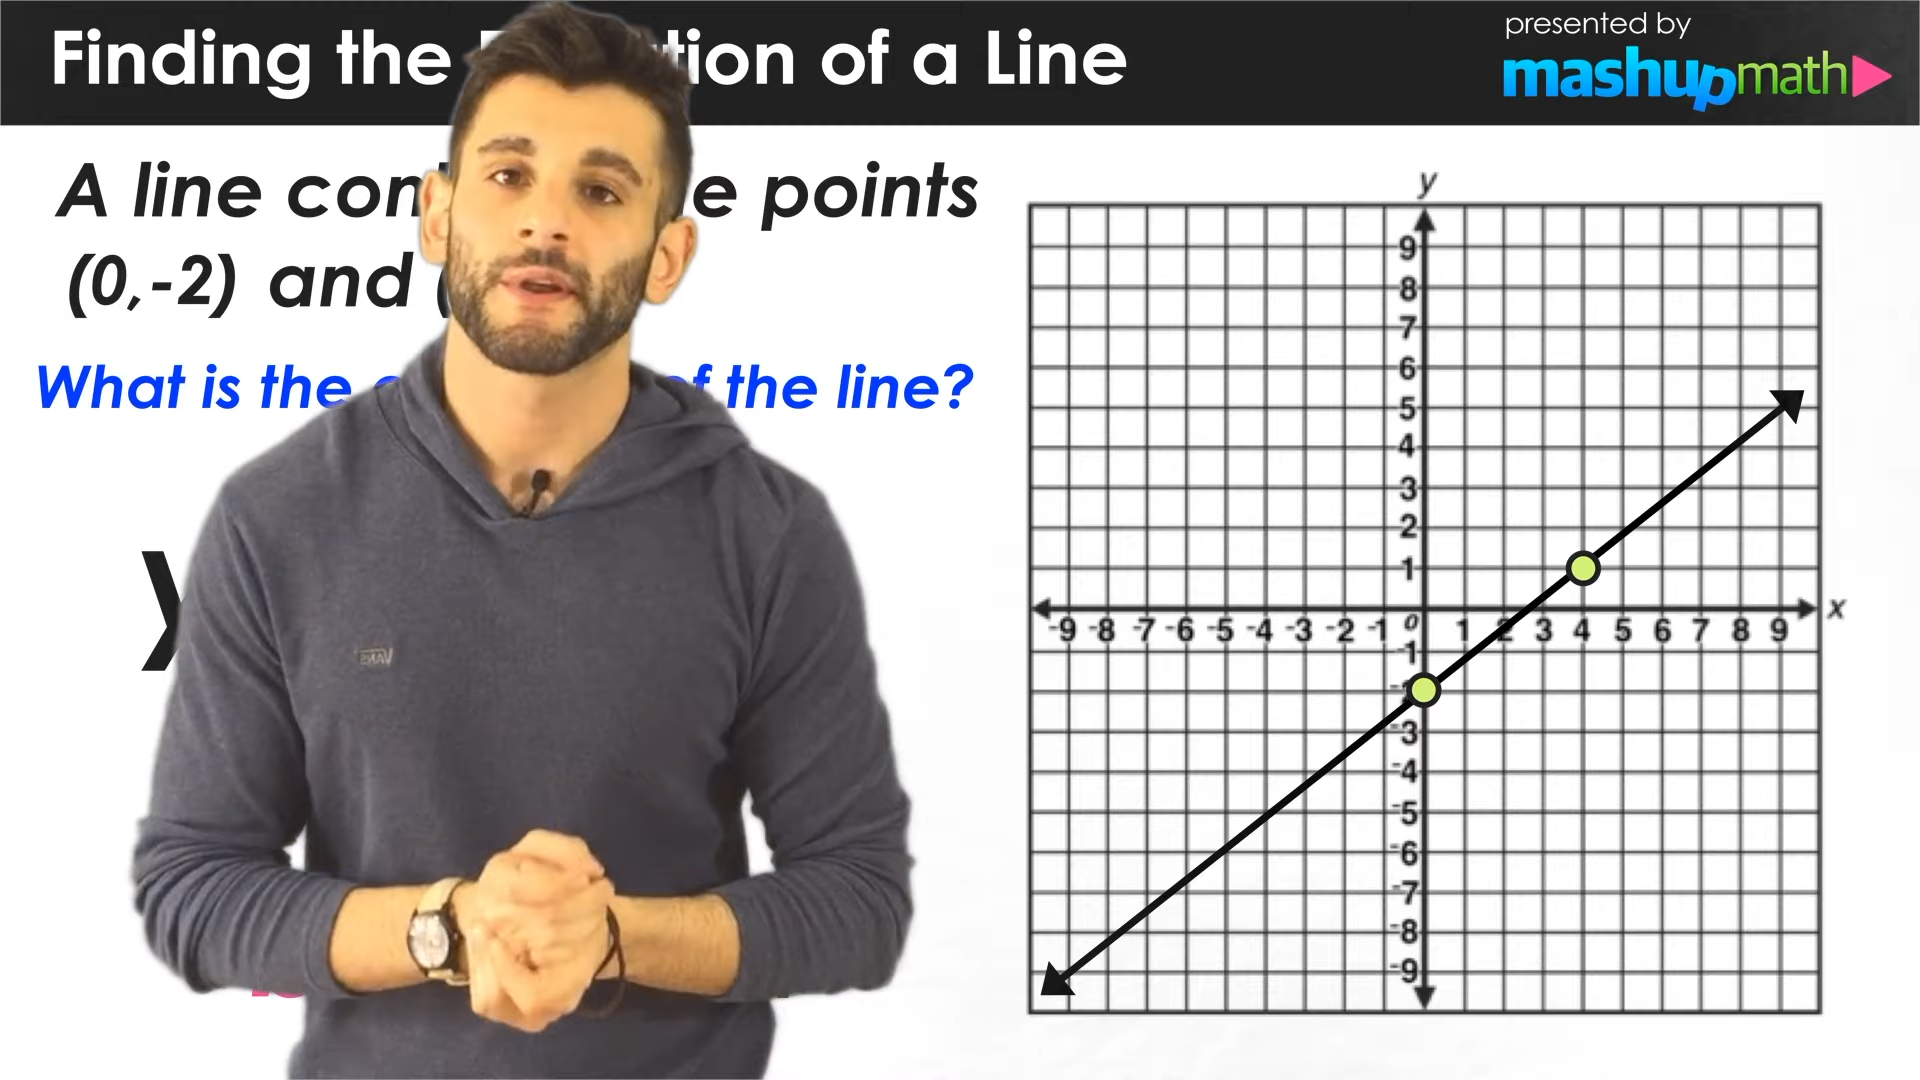 Finding the tion of a Line
presented by
mashupmath
A line con e points
(0,-2) and (
What is the of the line?
y
9
8
7
6
5
4
3
2
1
-9 -8 -7 -6 -5 -4 -3 -2 -1 0 1 2 3 4 5 6 7 8 9 x
-1
-3
-4
-5
-6
-7
-8
-9
VANS